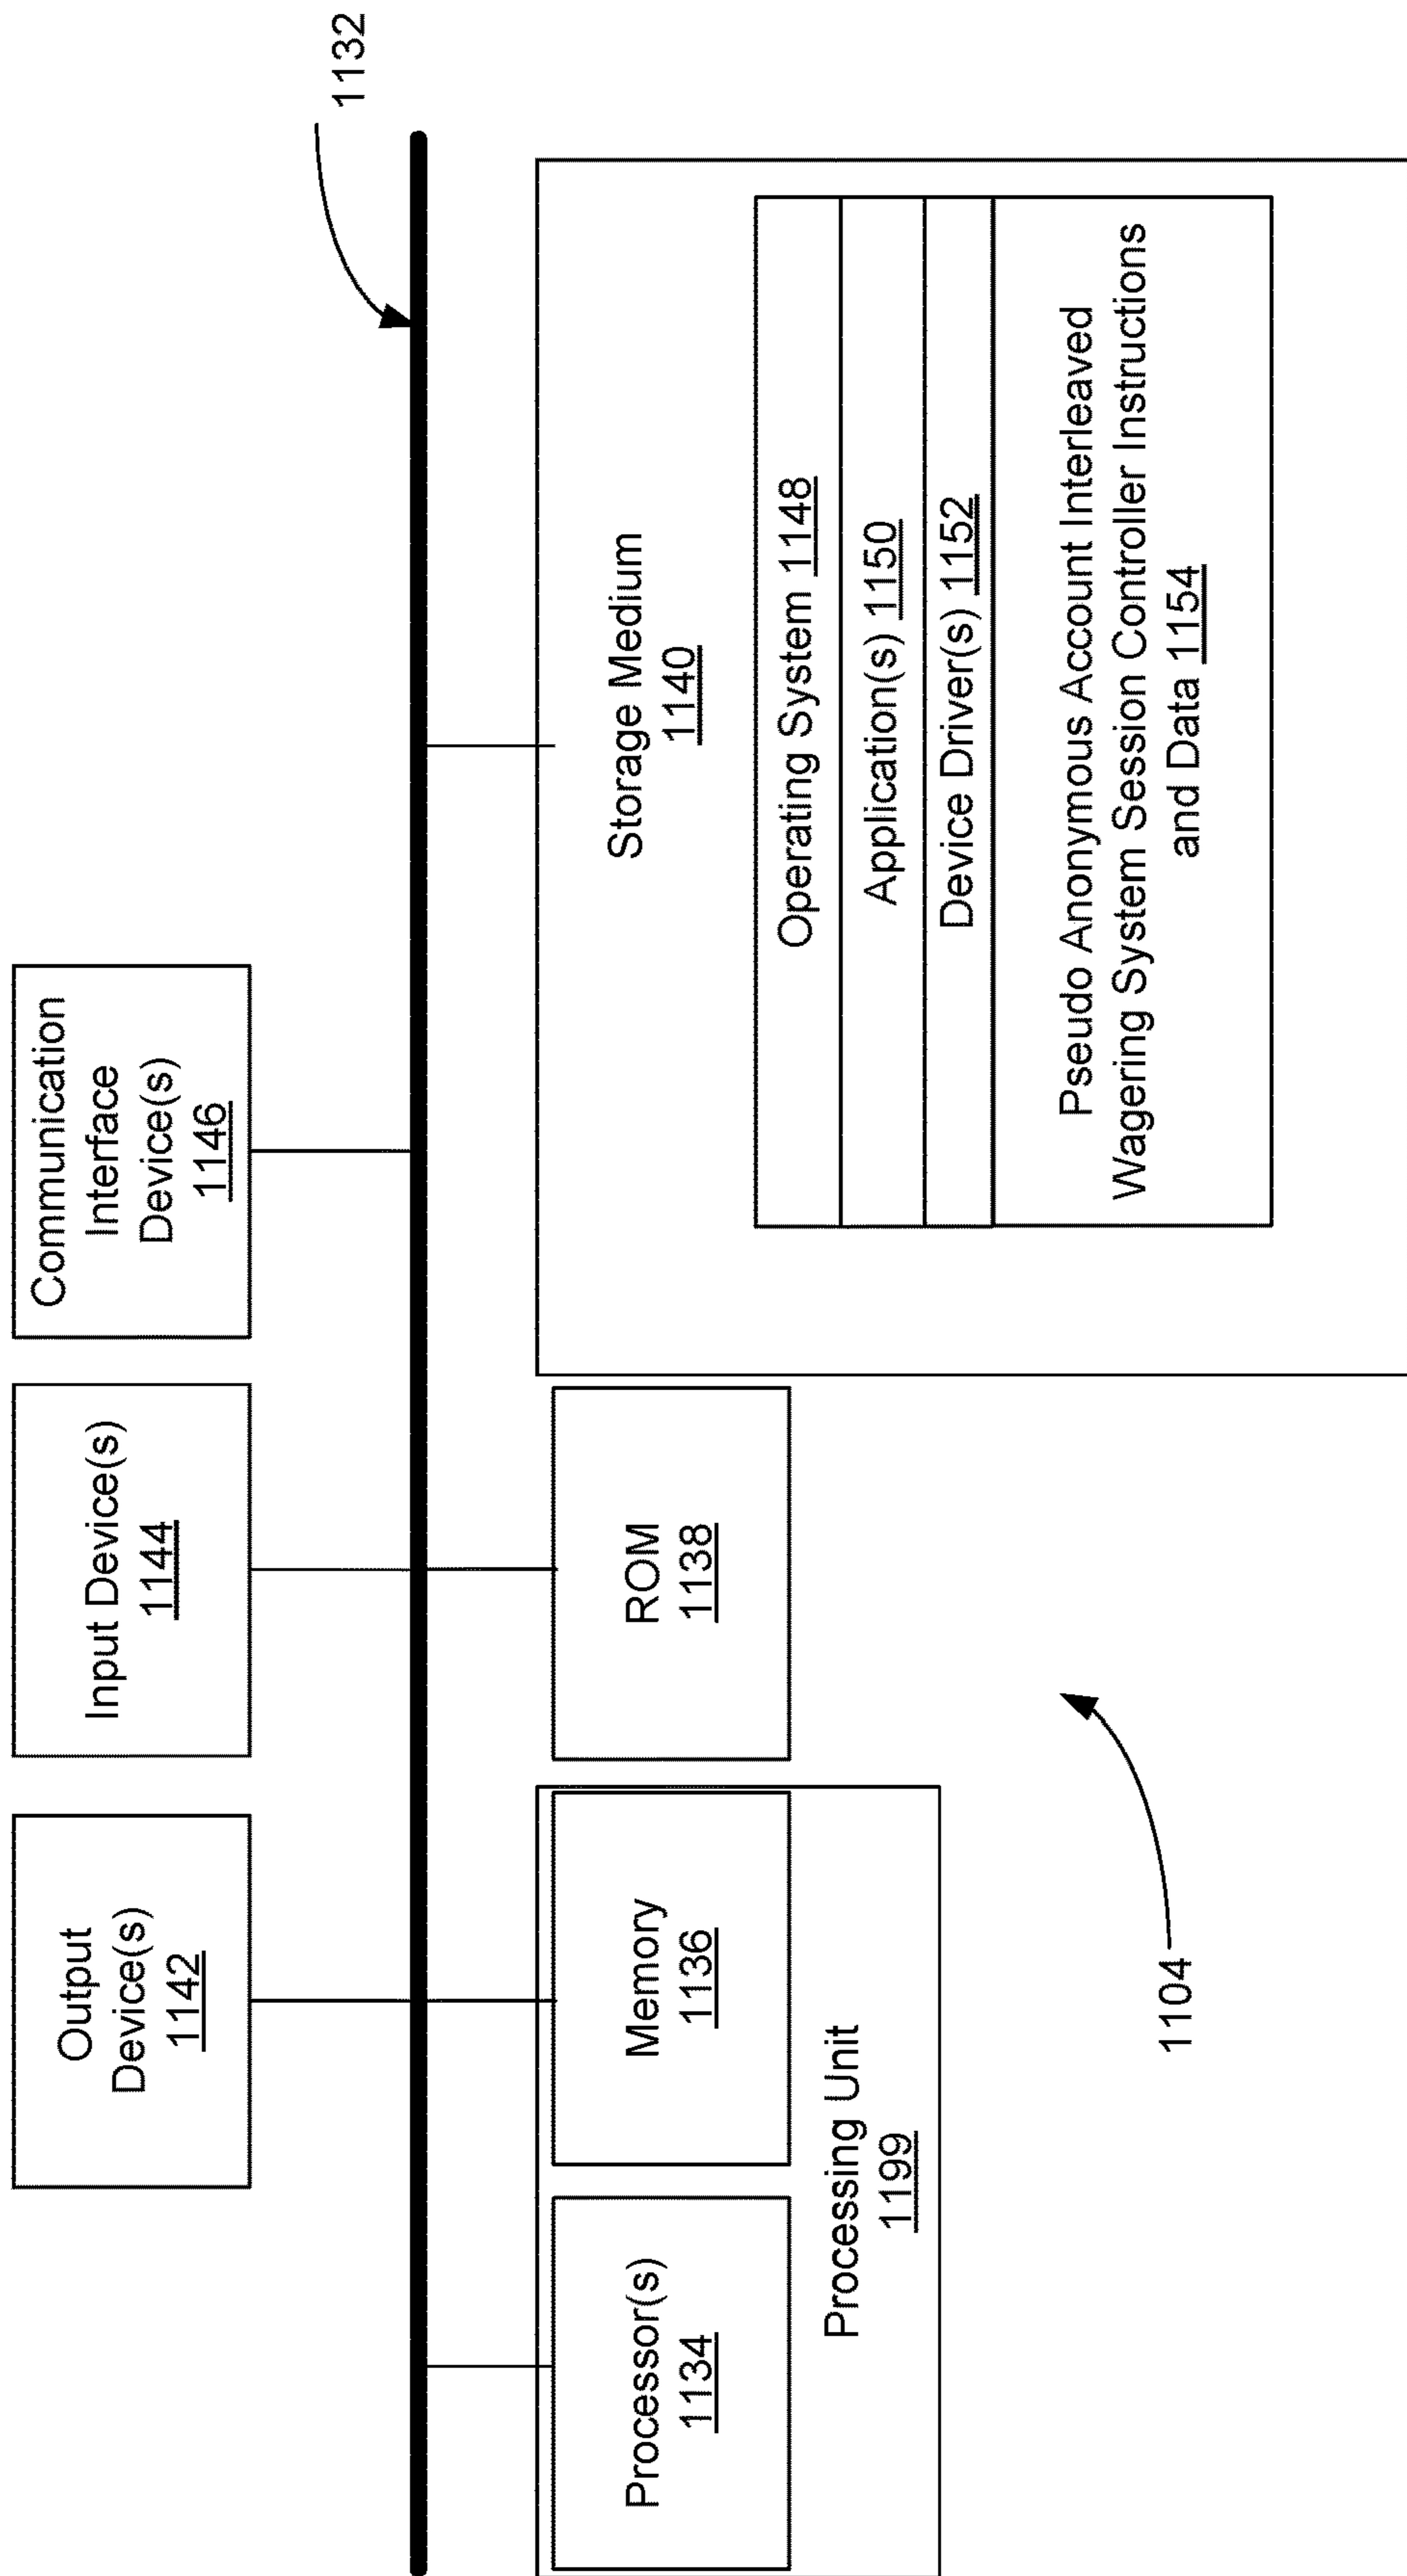 Output
Device(s)
1142
Input Device(s)
1144
Communication
Interface
Device(s)
1146
1132
Processor(s)
1134
Memory
1136
Processing Unit
1199
ROM
1138
Storage Medium
1140
Operating System 1148
Application(s) 1150
Device Driver(s) 1152
Pseudo Anonymous Account Interleaved
Wagering System Session Controller Instructions
and Data 1154
1104